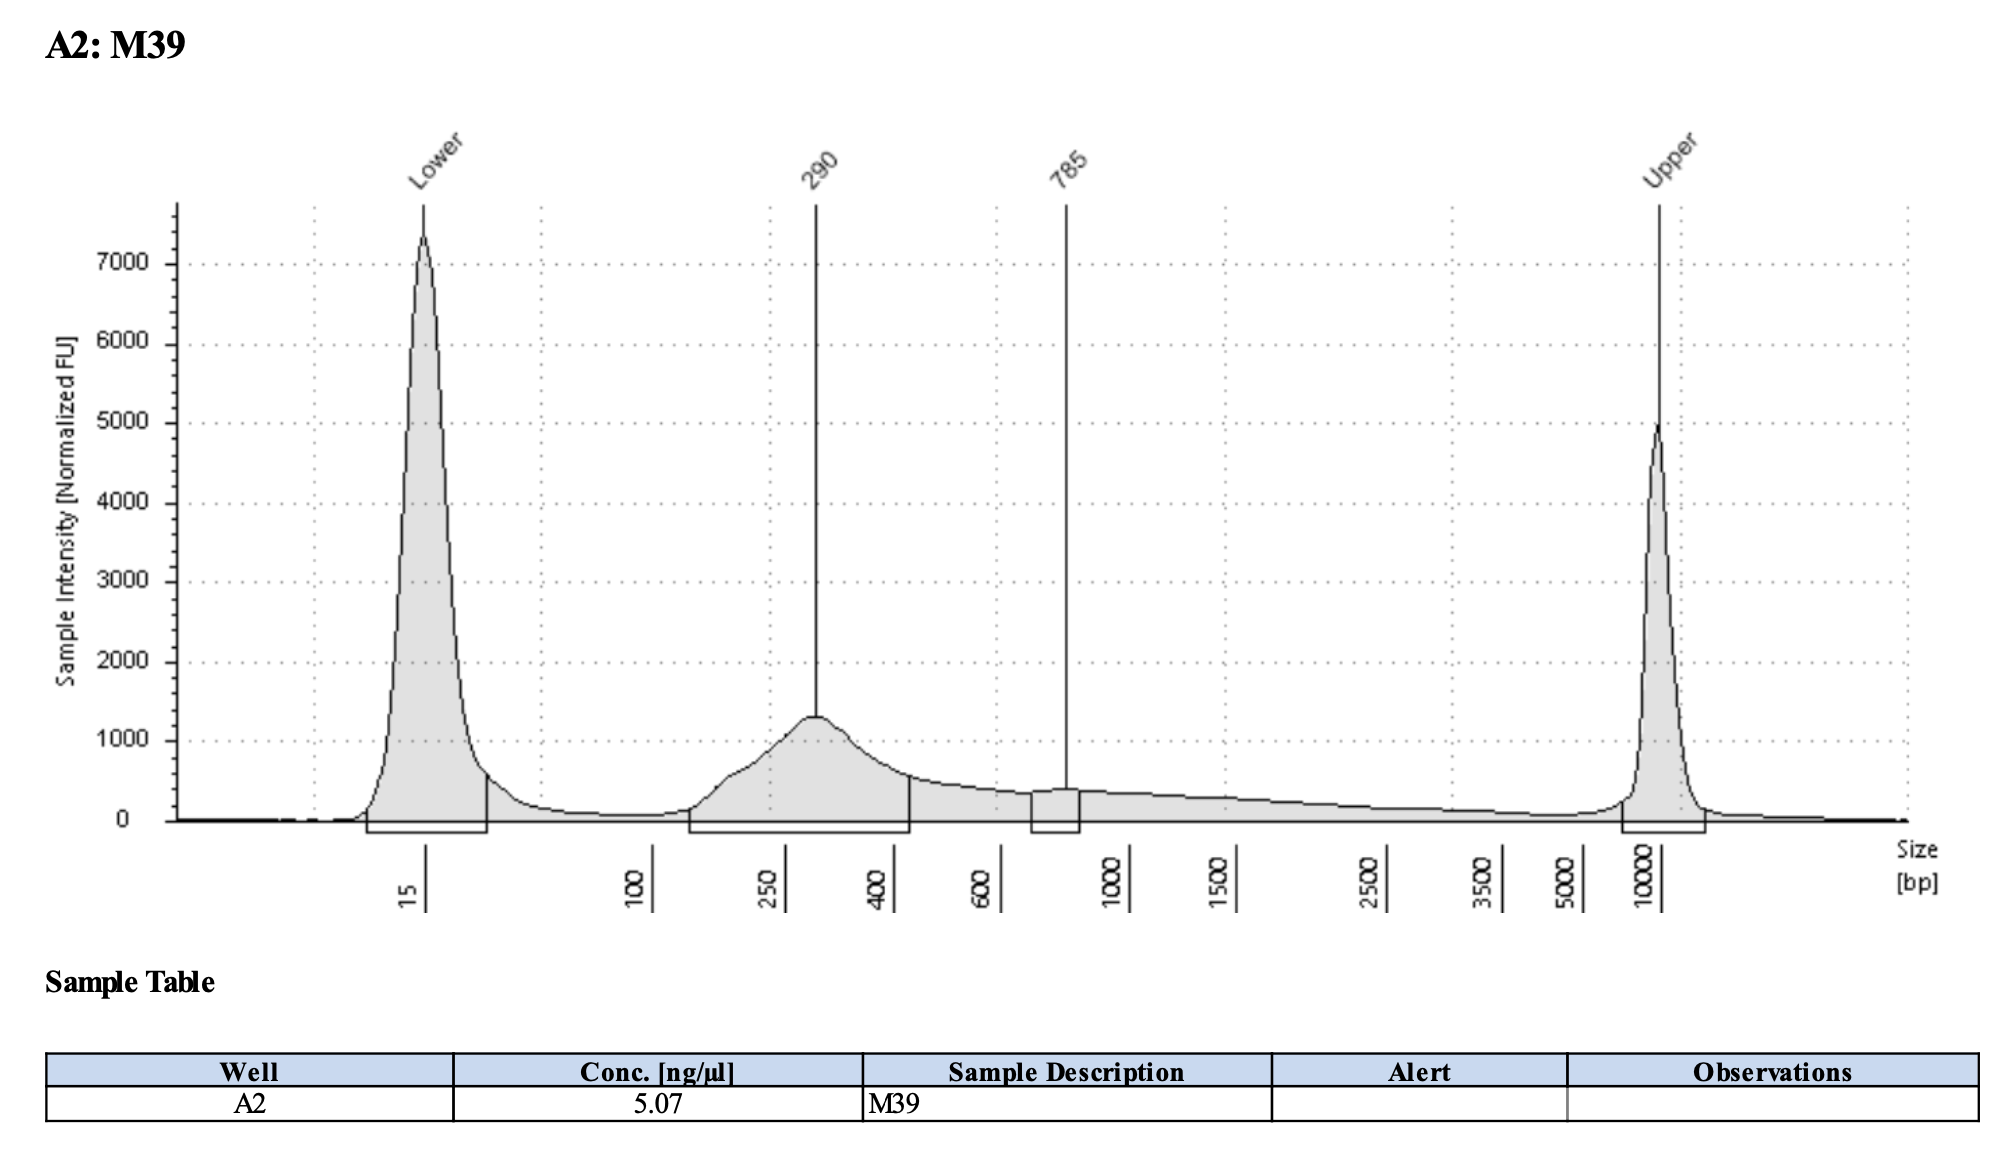 A2: M39
Lower
290
785
Upper
Sample Intensity [Normalized FU]
7000
6000
5000
4000
3000
2000
1000
0
15
100
250
400
600
1000
1500
2500
3500
5000
10000
Size
[bp]
Sample Table
Well Conc. [ng/µl] Sample Description Alert Observations
A2 5.07 M39